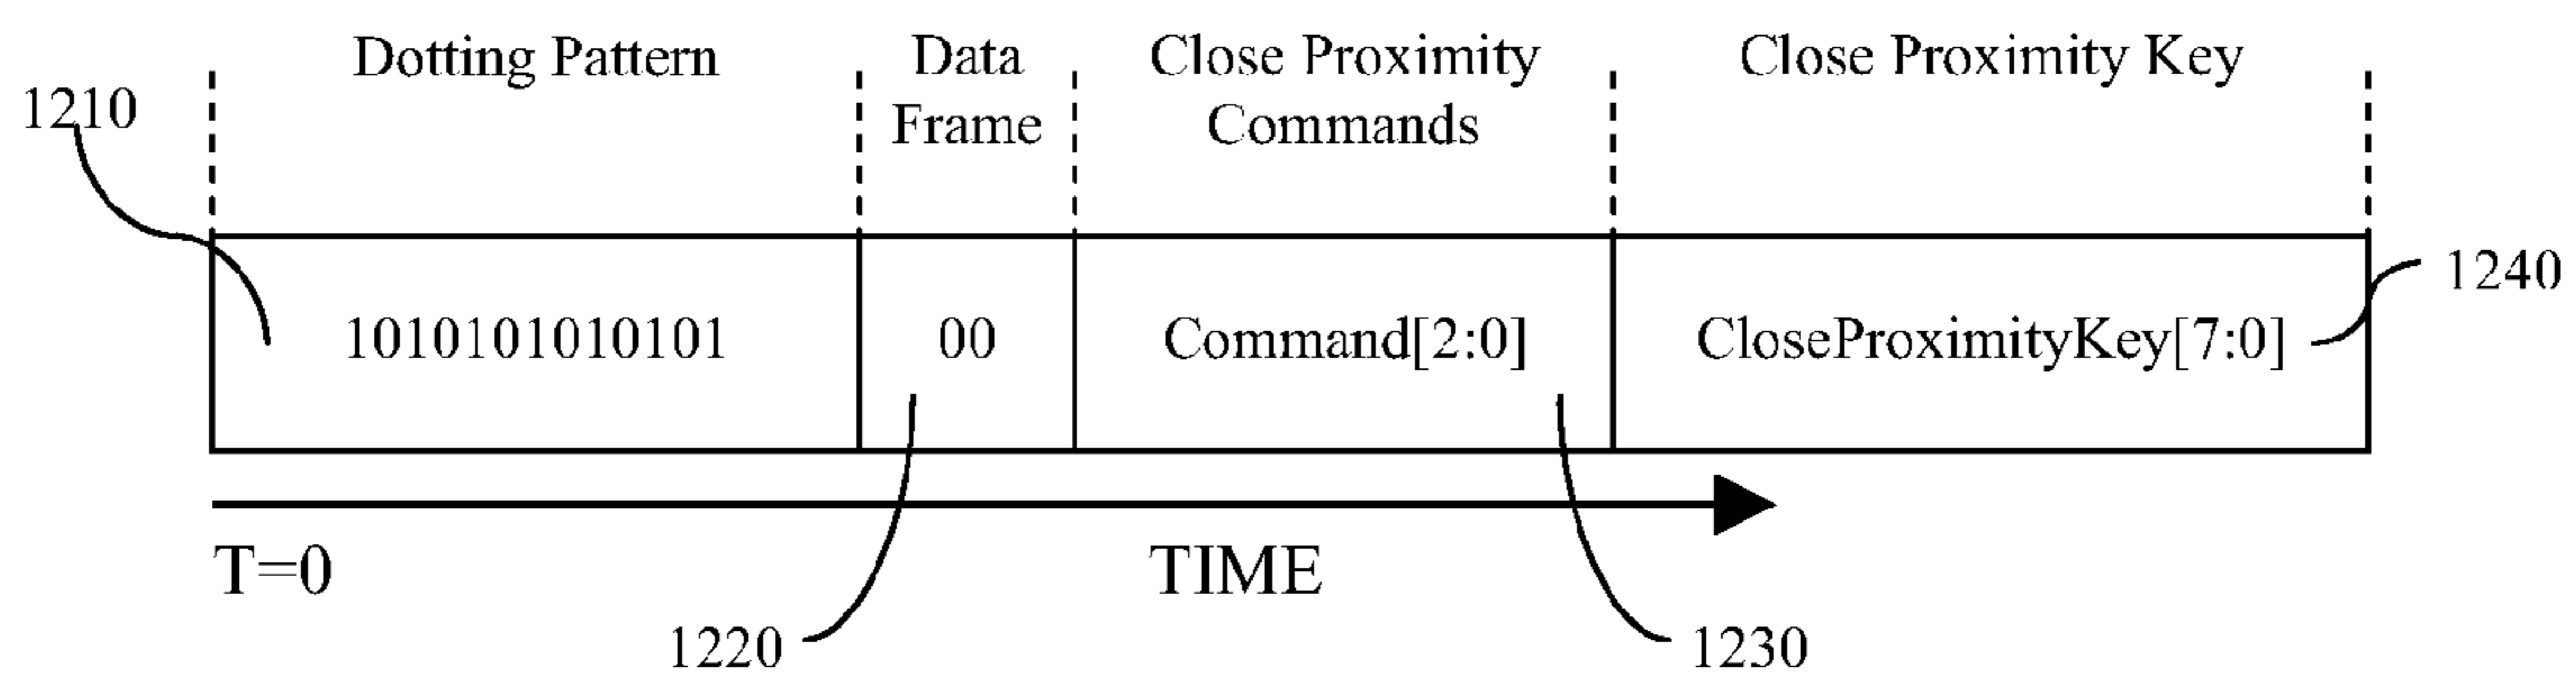 Dotting Pattern
Data Frame
Close Proximity Commands
Close Proximity Key
1210
1010101010101
00
Command[2:0]
CloseProximityKey[7:0]
1240
T=0
TIME
1220
1230